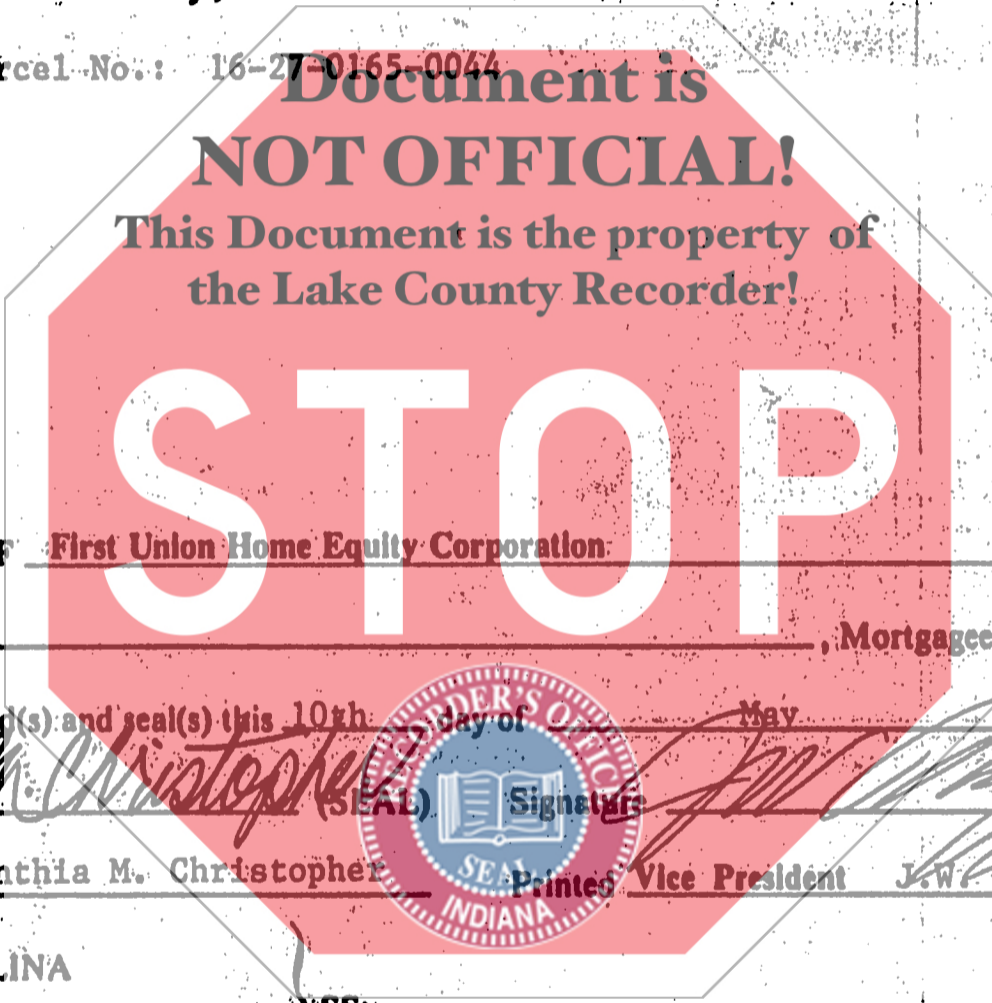 rcel No.: 16-27-0165-0044
Document is
NOT OFFICIAL!
This Document is the property of
the Lake County Recorder!
STOP
First Union Home Equity Corporation
, Mortgagee
(s) and seal(s) this 10th day of May
Christopher
(SEAL) Signature
RECORDER'S OFFICE
SEAL
INDIANA
nthia M. Christopher Printed Vice President J.W.
LINA